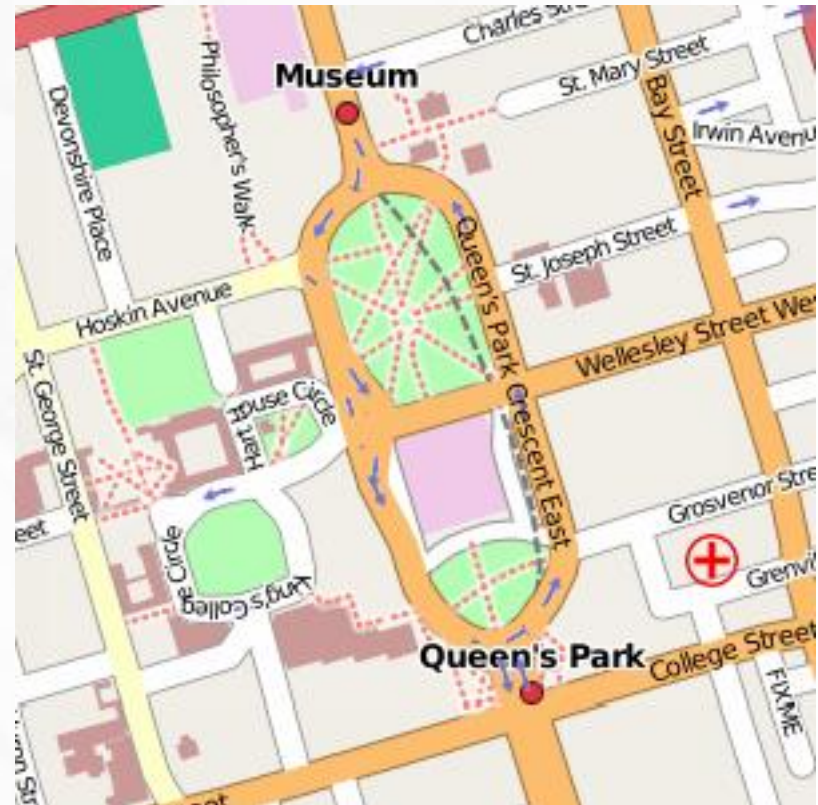 Charles
Museum
St. Mary Street
Philosopher's Walk
Devonshire Place
Bay Street
Irwin Avenu
Queen's Park Crescent East
St. Joseph Street
Hoskin Avenue
Wellesley Street We
St. George Street
Hart House Circle
Grosvenor Stre
eet
King's College Circle
Grenvi
Queen's Park
College Street
FIXME